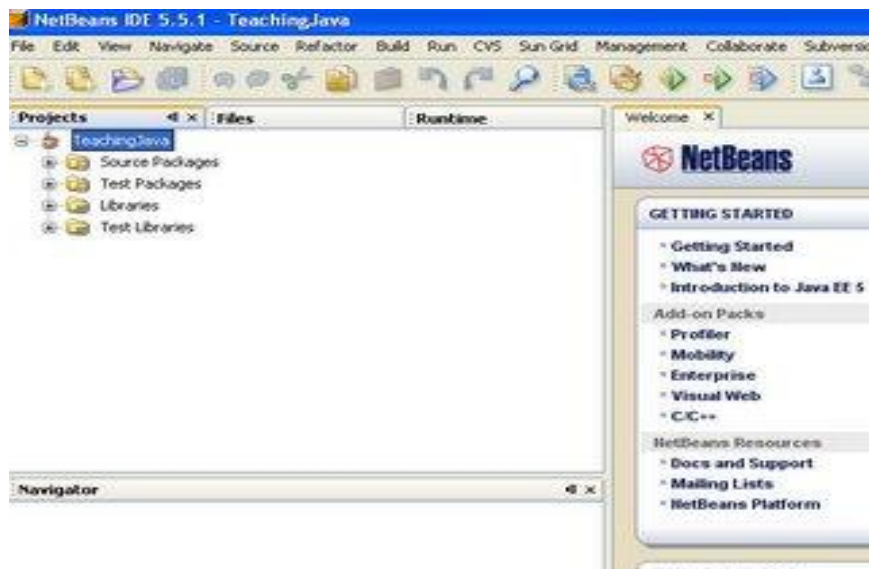 NetBeans IDE 5.5.1 - TeachingJava
File Edit View Navigate Source Refactor Build Run CVS Sun Grid Management Collaborate Subversio
Projects Files Runtime
TeachingJava
Source Packages
Test Packages
Libraries
Test Libraries
Navigator
Welcome
NetBeans
GETTING STARTED
Getting Started
What's New
Introduction to Java EE 5
Add-on Packs
Profiler
Mobility
Enterprise
Visual Web
C/C++
NetBeans Resources
Docs and Support
Mailing Lists
NetBeans Platform